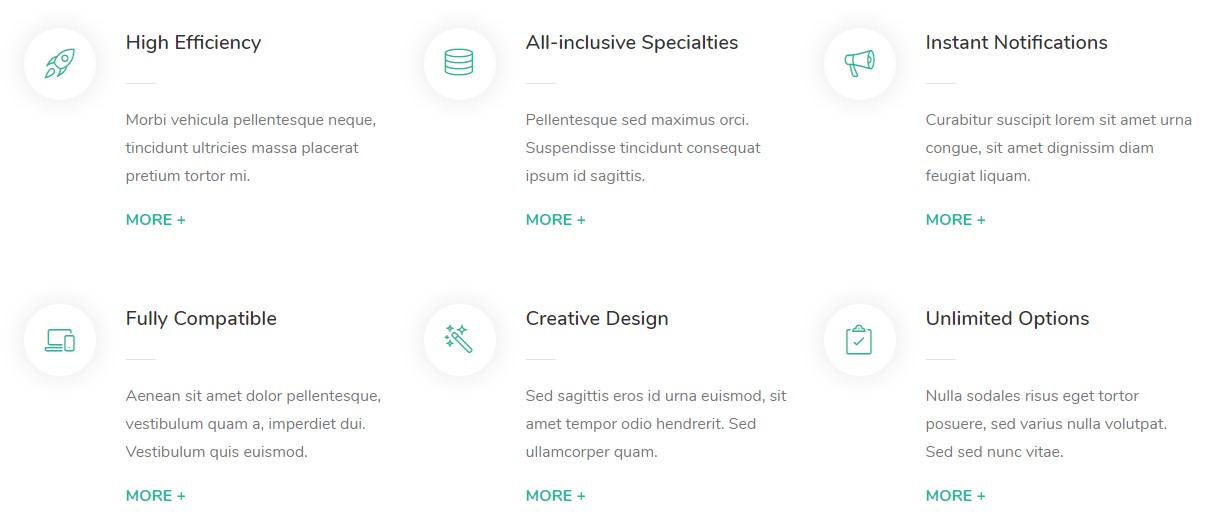 High Efficiency
Morbi vehicula pellentesque neque,
tincidunt ultricies massa placerat
pretium tortor mi.
MORE +
All-inclusive Specialties
Pellentesque sed maximus orci.
Suspendisse tincidunt consequat
ipsum id sagittis.
MORE +
Instant Notifications
Curabitur suscipit lorem sit amet urna
congue, sit amet dignissim diam
feugiat liquam.
MORE +
Fully Compatible
Aenean sit amet dolor pellentesque,
vestibulum quam a, imperdiet dui.
Vestibulum quis euismod.
MORE +
Creative Design
Sed sagittis eros id urna euismod, sit
amet tempor odio hendrerit. Sed
ullamcorper quam.
MORE +
Unlimited Options
Nulla sodales risus eget tortor
posuere, sed varius nulla volutpat.
Sed sed nunc vitae.
MORE +